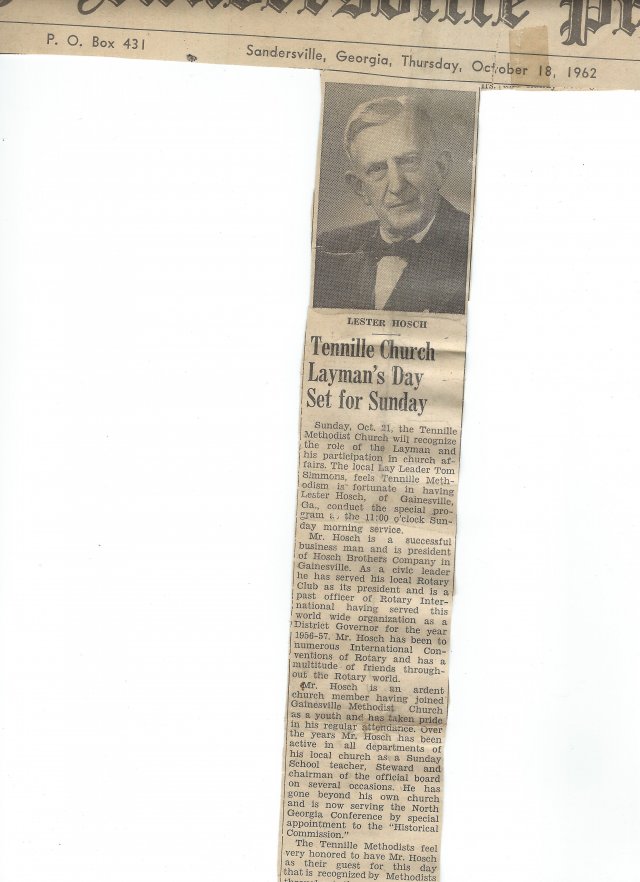 P. O. Box 431
Sandersville, Georgia, Thursday, October 18, 1962
LESTER HOSCH
Tennille Church
Layman's Day
Set for Sunday
Sunday, Oct. 21, the Tennille
Methodist Church will recognize
the role of the Layman and
his participation in church af-
fairs. The local Lay Leader Tom
Simmons, feels Tennille Meth-
odism is fortunate in having
Lester Hosch, of Gainesville,
Ga., conduct the special pro-
gram at the 11:00 o'clock Sun-
day morning service.
Mr. Hosch is a successful
business man and is president
of Hosch Brothers Company in
Gainesville. As a civic leader
he has served his local Rotary
Club as its president and is a
past officer of Rotary Inter-
national having served this
world wide organization as a
District Governor for the year
1956-57. Mr. Hosch has been to
numerous International Con-
ventions of Rotary and has a
multitude of friends through-
out the Rotary world.
Mr. Hosch is an ardent
church member having joined
Gainesville Methodist Church
as a youth and has taken pride
in his regular attendance. Over
the years Mr. Hosch has been
active in all departments of
his local church as a Sunday
School teacher, Steward and
chairman of the official board
on several occasions. He has
gone beyond his own church
and is now serving the North
Georgia Conference by special
appointment to the "Historical
Commission."
The Tennille Methodists feel
very honored to have Mr. Hosch
as their guest for this day
that is recognized by Methodists